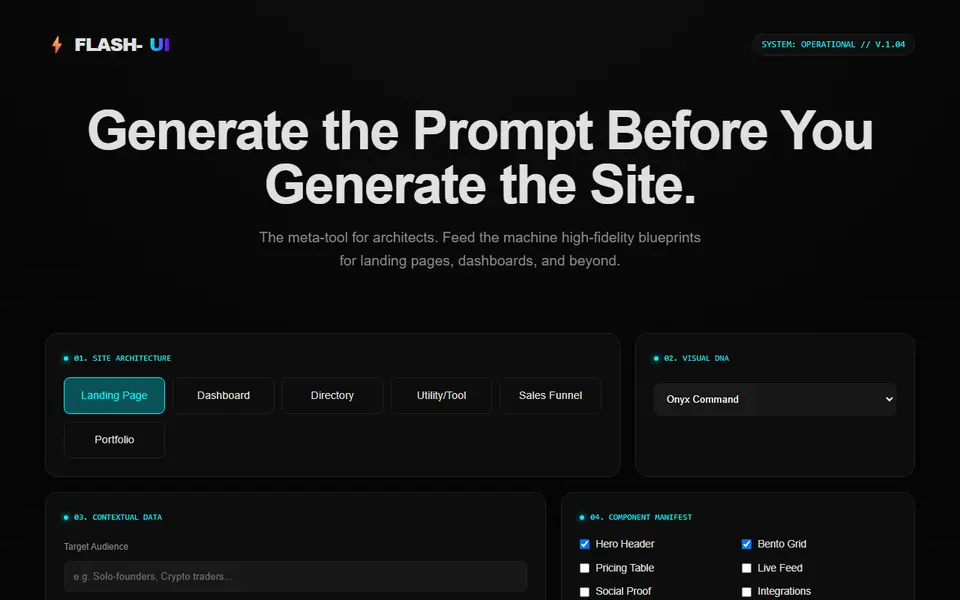 FLASH- UI
SYSTEM: OPERATIONAL // V.1.04
Generate the Prompt Before You
Generate the Site.
The meta-tool for architects. Feed the machine high-fidelity blueprints
for landing pages, dashboards, and beyond.
01. SITE ARCHITECTURE
Landing Page
Dashboard
Directory
Utility/Tool
Sales Funnel
Portfolio
02. VISUAL DNA
Onyx Command
03. CONTEXTUAL DATA
Target Audience
e.g. Solo-founders, Crypto traders...
04. COMPONENT MANIFEST
Hero Header
Bento Grid
Pricing Table
Live Feed
Social Proof
Integrations